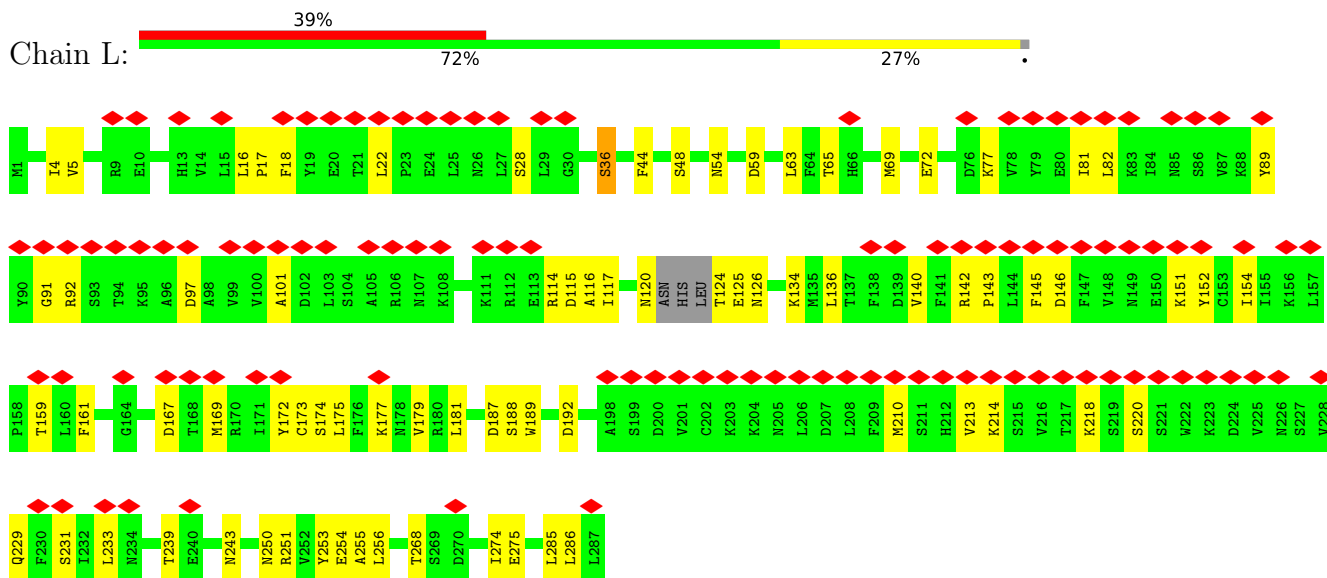 39%
Chain L:
72% 27% .
M1 I4 V5 R9 E10 H13 V14 L15 L16 P17 F18 Y19 E20 T21 L22 P23 E24 L25 N26 L27 S28 L29 G30 S36 F44 S48 N54 D59 L63 F64 T65 H66 M69 E72 D76 K77 V78 Y79 E80 I81 L82 K83 I84 N85 S86 V87 K88 Y89
Y90 G91 R92 S93 T94 K95 A96 D97 A98 V99 V100 A101 D102 L103 S104 A105 R106 N107 K108 K111 R112 E113 R114 D115 A116 I117 N120 ASN HIS LEU T124 E125 N126 K134 M135 L136 T137 F138 D139 V140 F141 R142 P143 L144 F145 D146 F147 V148 N149 E150 K151 Y152 C153 I154 I155 K156 L157
P158 T159 L160 F161 G164 D167 T168 M169 R170 I171 Y172 C173 S174 L175 F176 K177 N178 V179 R180 L181 D187 S188 W189 D192 A198 S199 D200 V201 C202 K203 K204 N205 L206 D207 L208 F209 M210 S211 H212 V213 K214 S215 V216 T217 K218 S219 S220 S221 W222 K223 D224 V225 N226 S227 V228
Q229 F230 S231 I232 L233 N234 T239 E240 N243 N250 R251 V252 Y253 E254 A255 L256 T268 S269 D270 I274 E275 L285 L286 L287